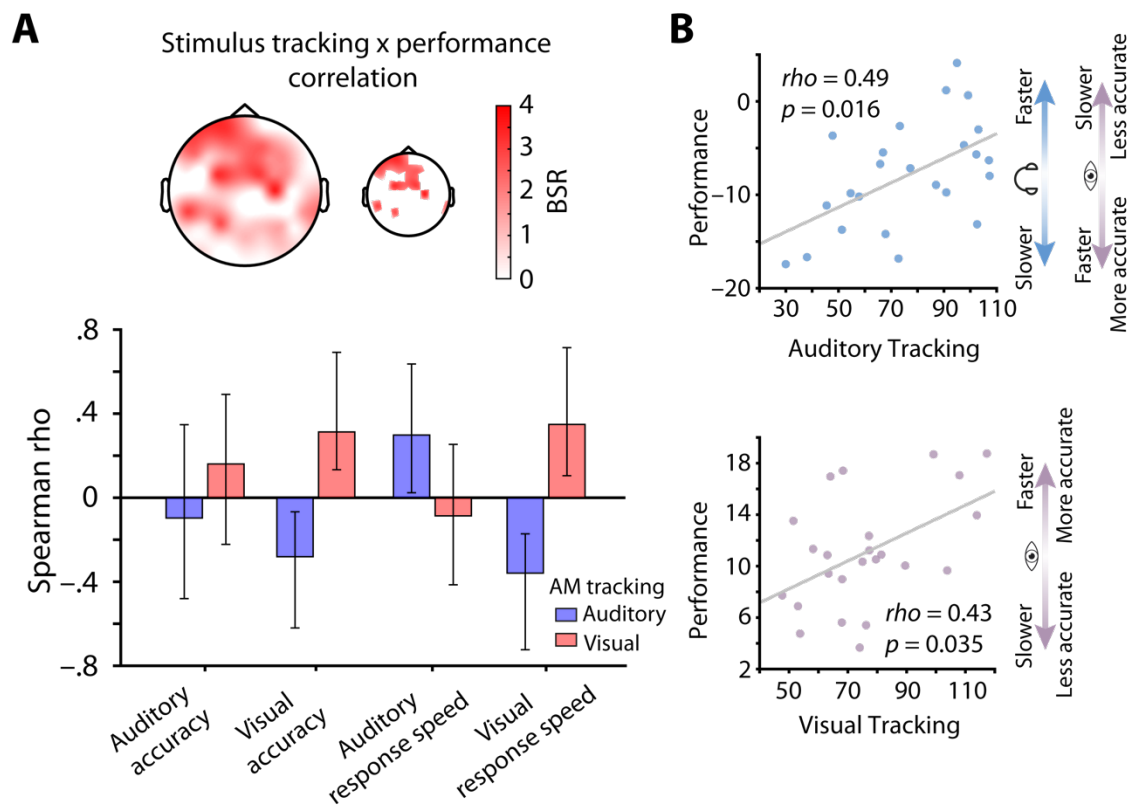 A
Stimulus tracking x performance
correlation
4
3
2
1
0
BSR
.8
.4
0
–.4
–.8
Spearman rho
AM tracking
Auditory
Visual
Auditory
accuracy
Visual
accuracy
Auditory
response speed
Visual
response speed
B
rho = 0.49
p = 0.016
0
–10
–20
Performance
30 50 70 90 110
Auditory Tracking
Slower Faster
Faster Slower
More accurate Less accurate
18
14
10
6
2
Performance
rho = 0.43
p = 0.035
50 70 90 110
Visual Tracking
Slower Faster
Less accurate More accurate